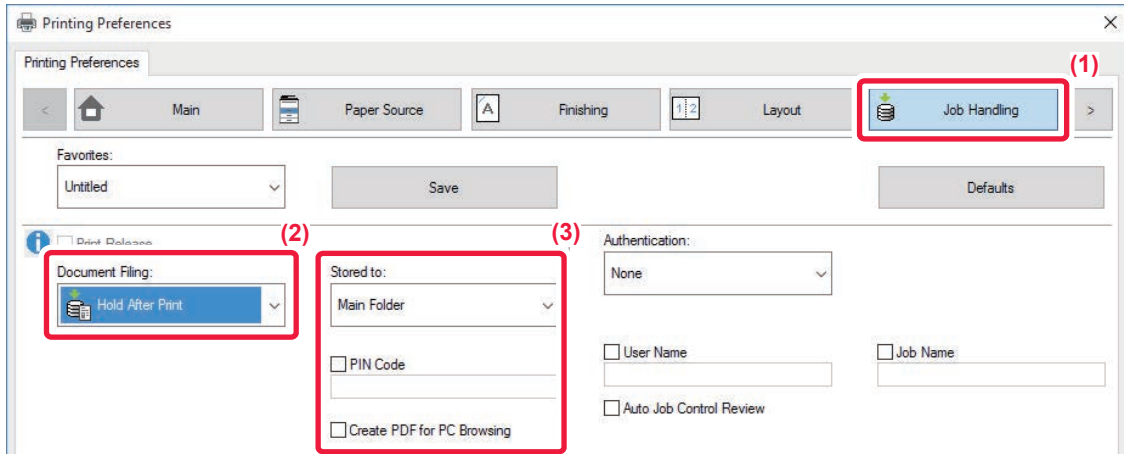 Printing Preferences
Printing Preferences
(1)
< Main Paper Source A Finishing 1 2 Layout Job Handling >
Favorites:
Untitled Save Defaults
Print Release
(2)
(3)
Authentication:
Document Filing: Stored to: None
Hold After Print Main Folder
User Name Job Name
PIN Code
Auto Job Control Review
Create PDF for PC Browsing